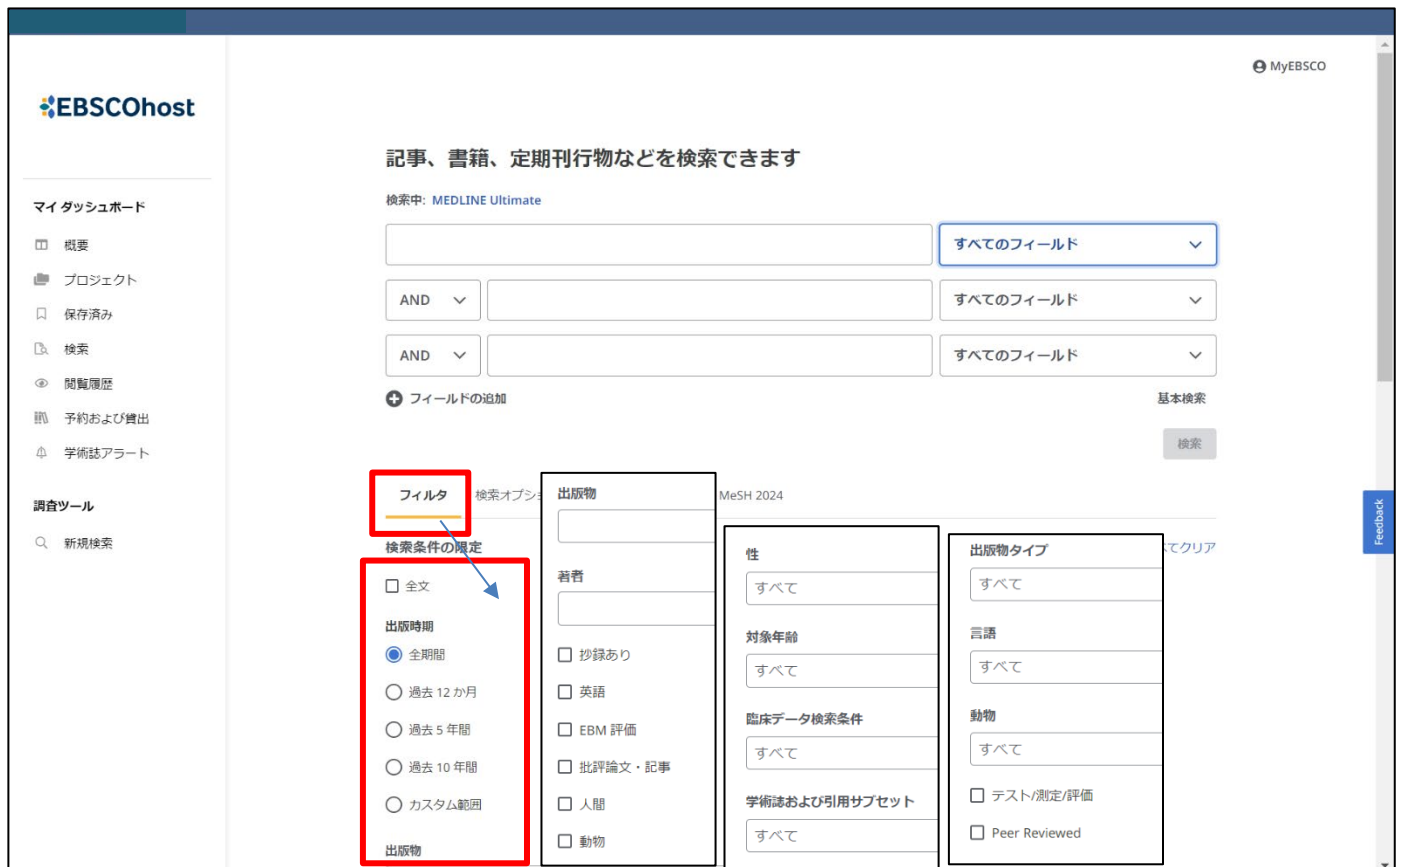 MyEBSCO
EBSCOhost
記事、書籍、定期刊行物などを検索できます
検索中: MEDLINE Ultimate
マイ ダッシュボード
概要
プロジェクト
保存済み
検索
閲覧履歴
予約および貸出
学術誌アラート
調査ツール
新規検索
すべてのフィールド
AND
すべてのフィールド
AND
すべてのフィールド
フィールドの追加
基本検索
検索
フィルタ
検索オプショ
MeSH 2024
検索条件の限定
てクリア
全文
出版時期
全期間
過去 12 か月
過去 5 年間
過去 10 年間
カスタム範囲
出版物
出版物
著者
抄録あり
英語
EBM 評価
批評論文・記事
人間
動物
性
すべて
対象年齢
すべて
臨床データ検索条件
すべて
学術誌および引用サブセット
すべて
出版物タイプ
すべて
言語
すべて
動物
すべて
テスト/測定/評価
Peer Reviewed
Feedback